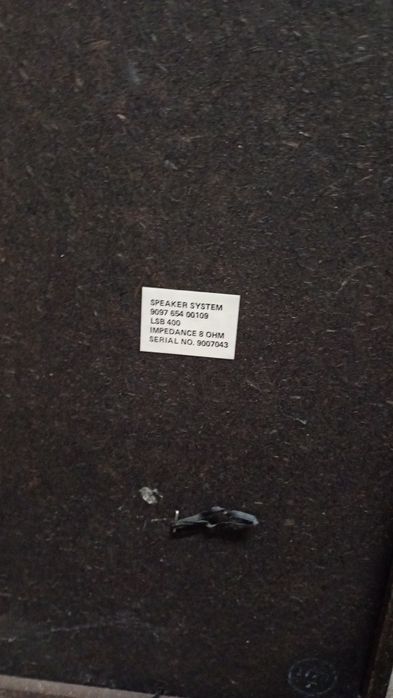 SPEAKER SYSTEM
9097 654 00109
LSB 400
IMPEDANCE 8 OHM
SERIAL NO. 9007043